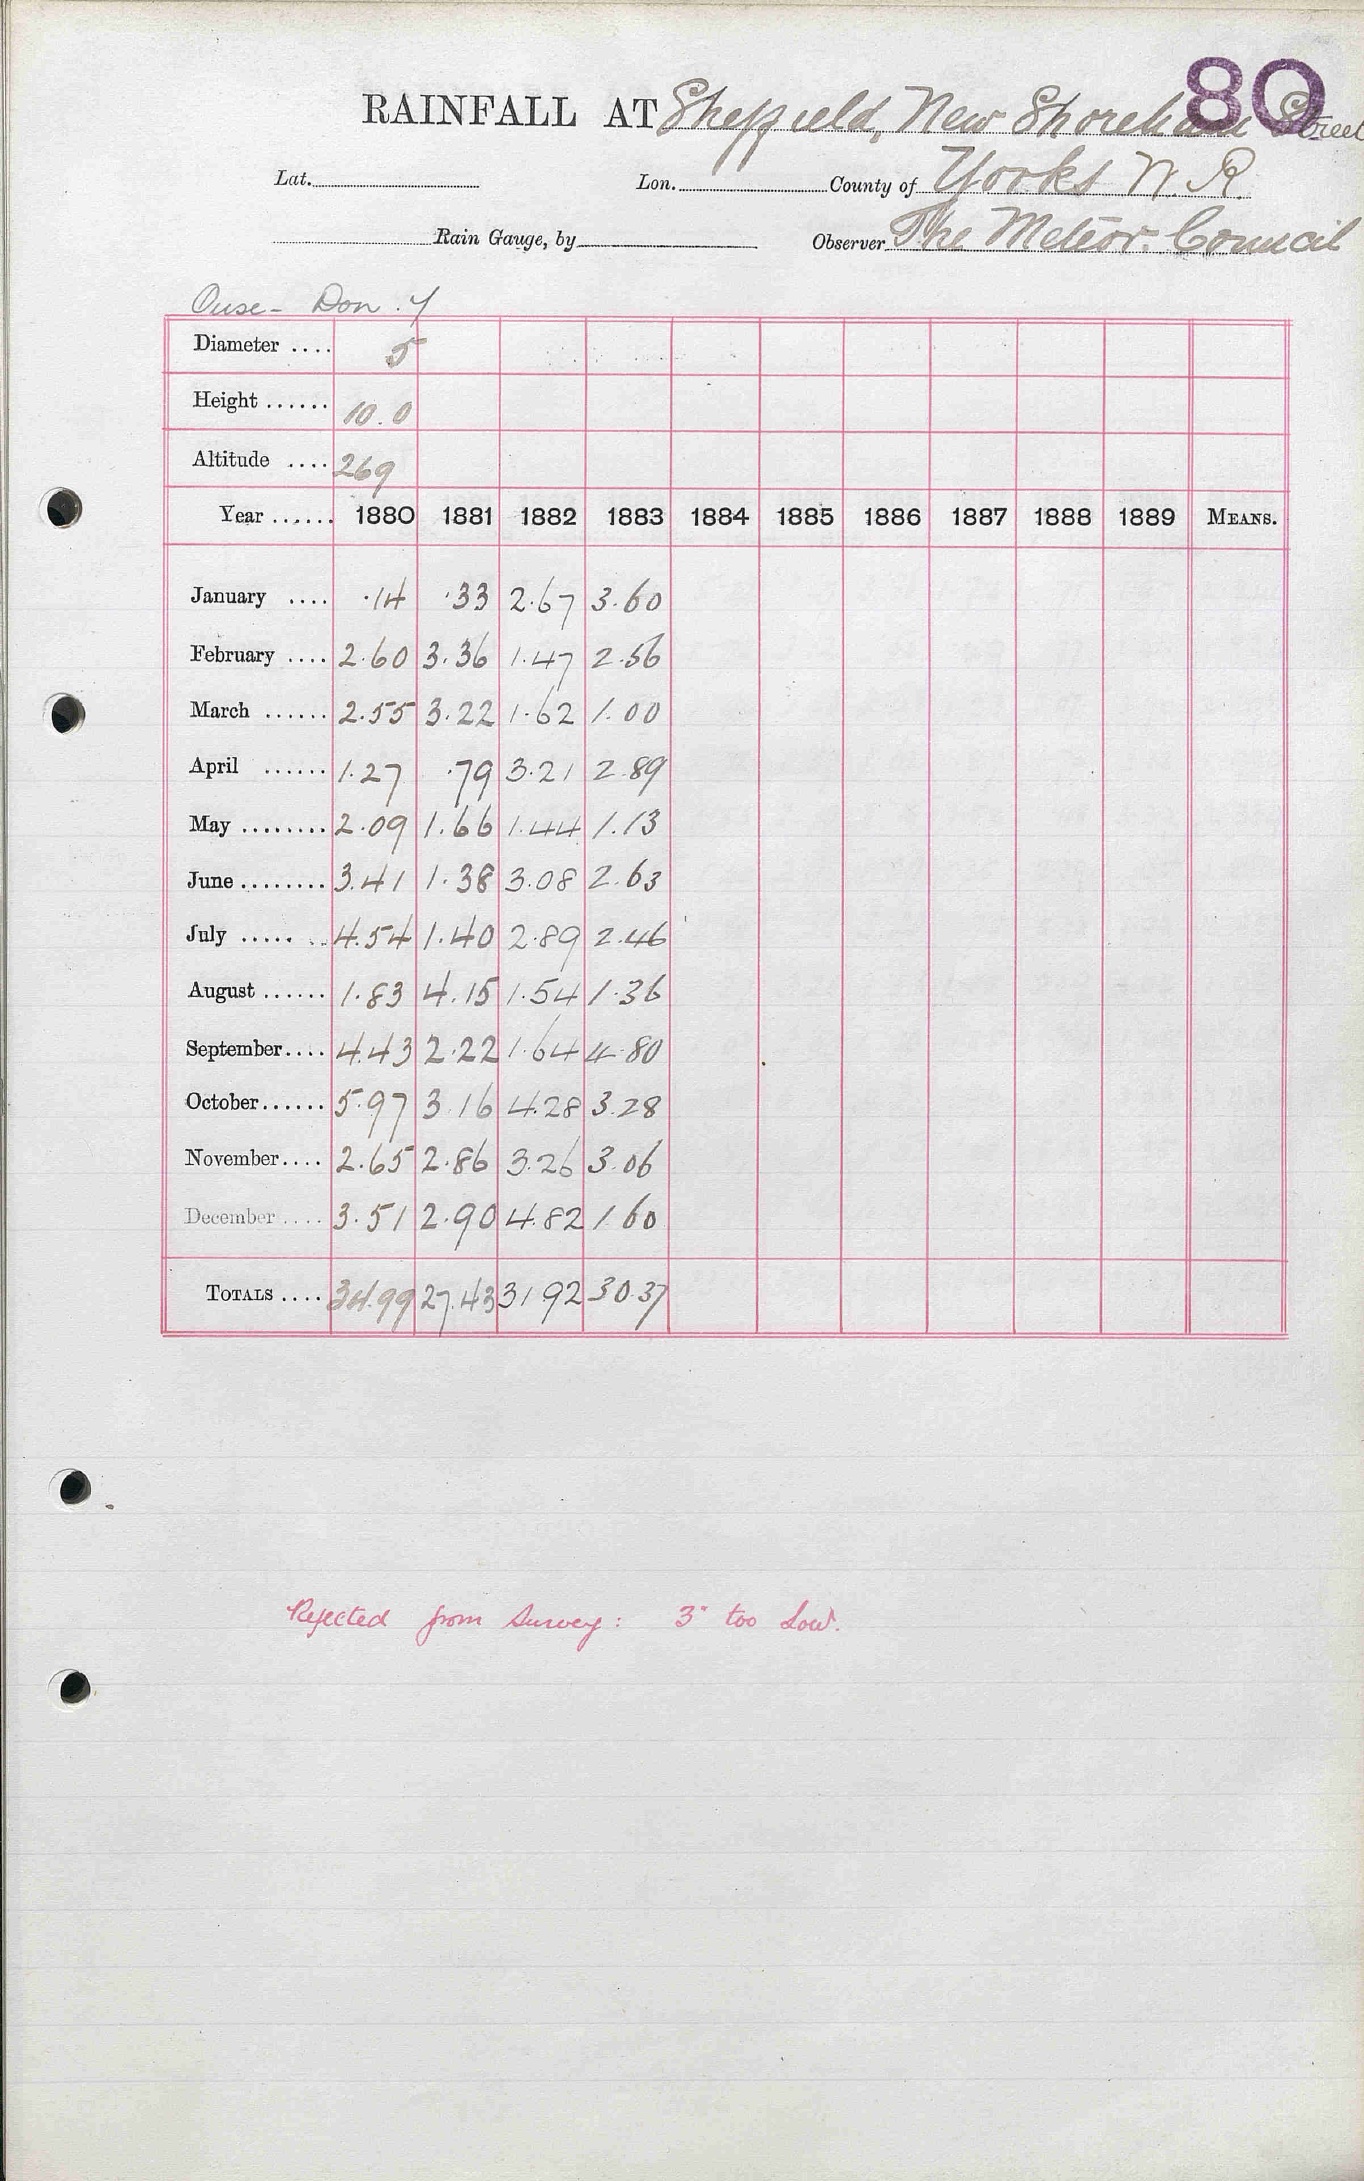 80
RAINFALL AT Sheffield, New Shoreham Street
Lat. Lon. County of Yorks W.R.
Rain Gauge, by Observer The Meteor. Council
Ouse - Don . Y
Diameter .... 5
Height ...... 10.0
Altitude .... 269
Year ...... 1880 1881 1882 1883 1884 1885 1886 1887 1888 1889 MEANS.
January .... .14 .33 2.67 3.60
February .... 2.60 3.36 1.47 2.56
March ...... 2.55 3.22 1.62 1.00
April ...... 1.27 .79 3.21 2.89
May ........ 2.09 1.66 1.44 1.13
June ........ 3.41 1.38 3.08 2.63
July ....... 4.54 1.40 2.89 2.46
August ...... 1.83 4.15 1.54 1.36
September.... 4.43 2.22 1.64 4.80
October...... 5.97 3.16 4.28 3.28
November.... 2.65 2.86 3.26 3.06
December .... 3.51 2.90 4.82 1.60
TOTALS .... 34.99 27.43 31.92 30.37
Rejected from Survey: 3" too Low.